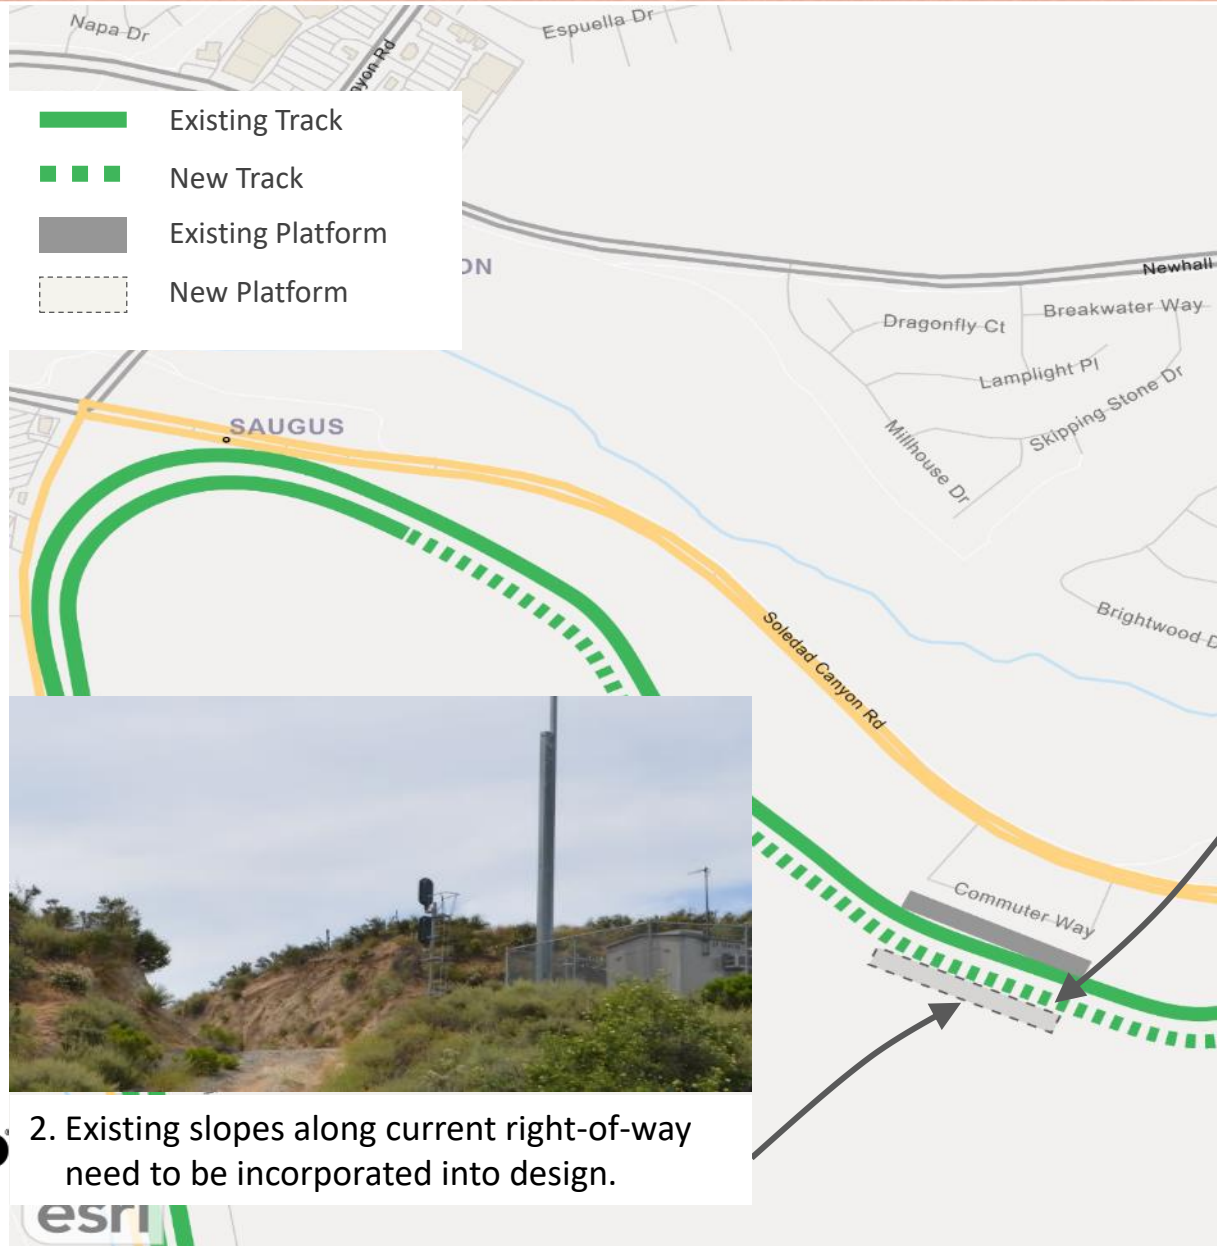 Napa Dr
Espuella Dr
nyon Rd
Existing Track
New Track
Existing Platform
New Platform
ON
Newhall
Dragonfly Ct
Breakwater Way
Lamplight Pl
Skipping Stone Dr
Millhouse Dr
SAUGUS
Brightwood D
Soledad Canyon Rd
Commuter Way
2. Existing slopes along current right-of-way
need to be incorporated into design.
esri